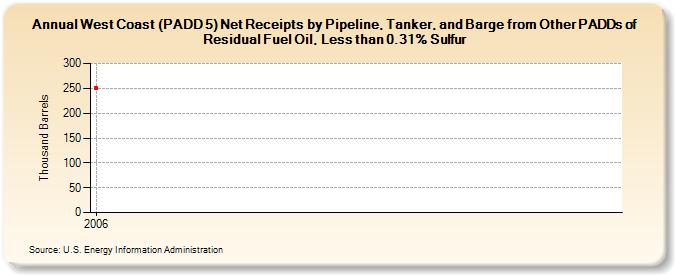 Annual West Coast (PADD 5) Net Receipts by Pipeline, Tanker, and Barge from Other PADDs of
Residual Fuel Oil, Less than 0.31% Sulfur
Thousand Barrels
300
250
200
150
100
50
0
2006
Source: U.S. Energy Information Administration